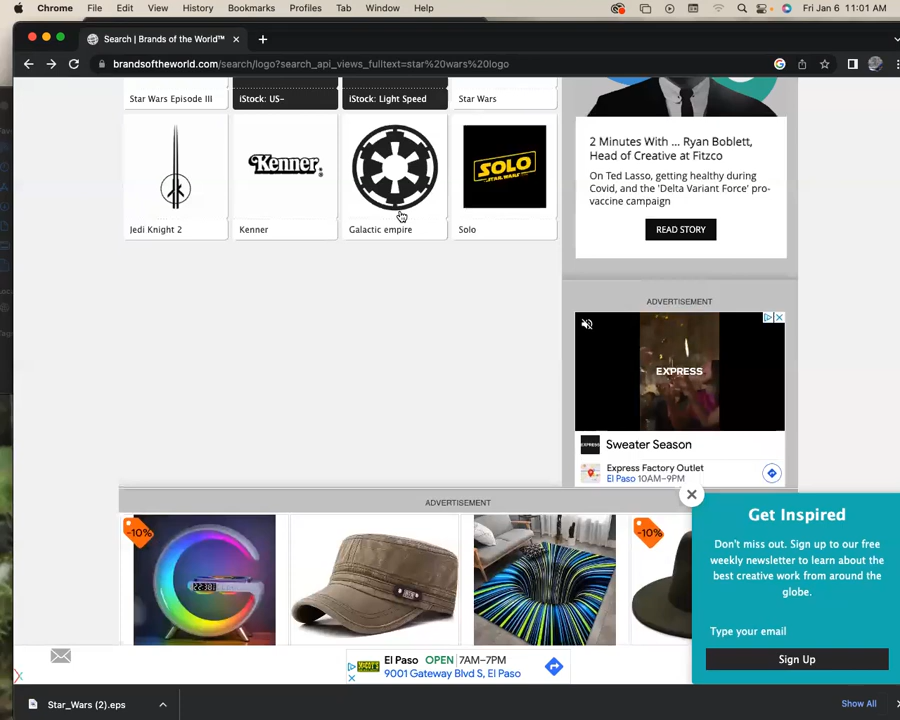 Chrome File Edit View History Bookmarks Profiles Tab Window Help Fri Jan 6 11:01 AM
Search | Brands of the World™
brandsoftheworld.com/search/logo?search_api_views_fulltext=star%20wars%20logo
Star Wars Episode III
iStock: US-
iStock: Light Speed
Star Wars
Kenner
SOLO
Jedi Knight 2
Kenner
Galactic empire
Solo
2 Minutes With ... Ryan Boblett,
Head of Creative at Fitzco
On Ted Lasso, getting healthy during
Covid, and the 'Delta Variant Force' pro-
vaccine campaign
READ STORY
ADVERTISEMENT
EXPRESS
Sweater Season
Express Factory Outlet
El Paso 10AM–9PM
ADVERTISEMENT
-10%
-10%
Get Inspired
Don't miss out. Sign up to our free
weekly newsletter to learn about the
best creative work from around the
globe.
Type your email
Sign Up
El Paso OPEN 7AM–7PM
9001 Gateway Blvd S, El Paso
Star_Wars (2).eps
Show All